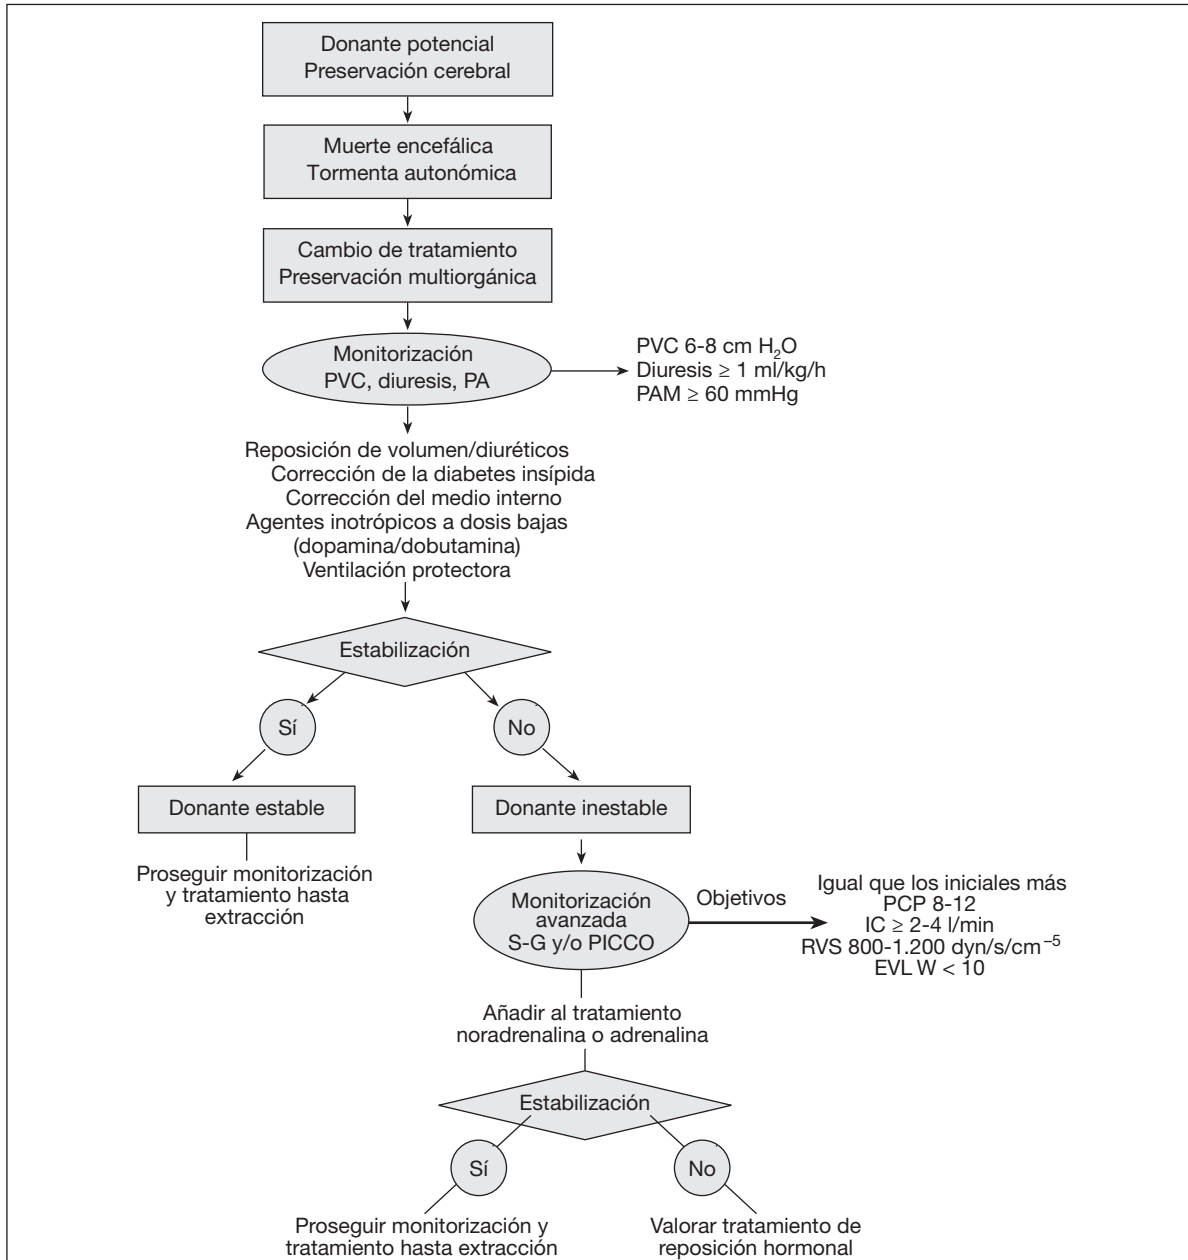 Donante potencial
Preservación cerebral
Muerte encefálica
Tormenta autonómica
Cambio de tratamiento
Preservación multiorgánica
Monitorización
PVC, diuresis, PA
PVC 6-8 cm H₂O
Diuresis ≥ 1 ml/kg/h
PAM ≥ 60 mmHg
Reposición de volumen/diuréticos
Corrección de la diabetes insípida
Corrección del medio interno
Agentes inotrópicos a dosis bajas
(dopamina/dobutamina)
Ventilación protectora
Estabilización
Sí
No
Donante estable
Donante inestable
Proseguir monitorización
y tratamiento hasta
extracción
Monitorización
avanzada
S-G y/o PICCO
Objetivos
Igual que los iniciales más
PCP 8-12
IC ≥ 2-4 l/min
RVS 800-1.200 dyn/s/cm⁻⁵
EVL W < 10
Añadir al tratamiento
noradrenalina o adrenalina
Estabilización
Sí
No
Proseguir monitorización y
tratamiento hasta extracción
Valorar tratamiento de
reposición hormonal